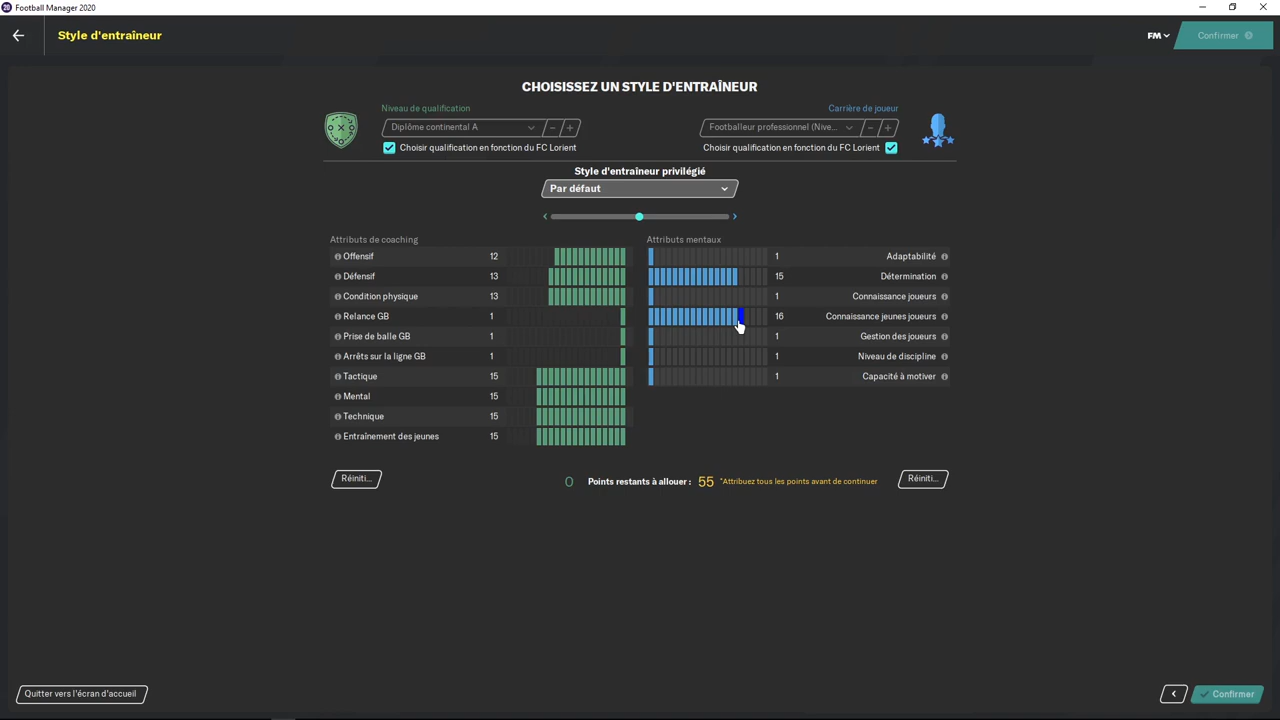 Football Manager 2020
Style d'entraîneur
FM
Confirmer
CHOISISSEZ UN STYLE D'ENTRAÎNEUR
Niveau de qualification
Carrière de joueur
Diplôme continental A
Footballeur professionnel (Nive...
Choisir qualification en fonction du FC Lorient
Choisir qualification en fonction du FC Lorient
Style d'entraîneur privilégié
Par défaut
Attributs de coaching
Attributs mentaux
Offensif 12
1 Adaptabilité
Défensif 13
15 Détermination
Condition physique 13
1 Connaissance joueurs
Relance GB 1
16 Connaissance jeunes joueurs
Prise de balle GB 1
1 Gestion des joueurs
Arrêts sur la ligne GB 1
1 Niveau de discipline
Tactique 15
1 Capacité à motiver
Mental 15
Technique 15
Entraînement des jeunes 15
Réiniti...
0 Points restants à allouer : 55 *Attribuez tous les points avant de continuer
Réiniti...
Quitter vers l'écran d'accueil
Confirmer